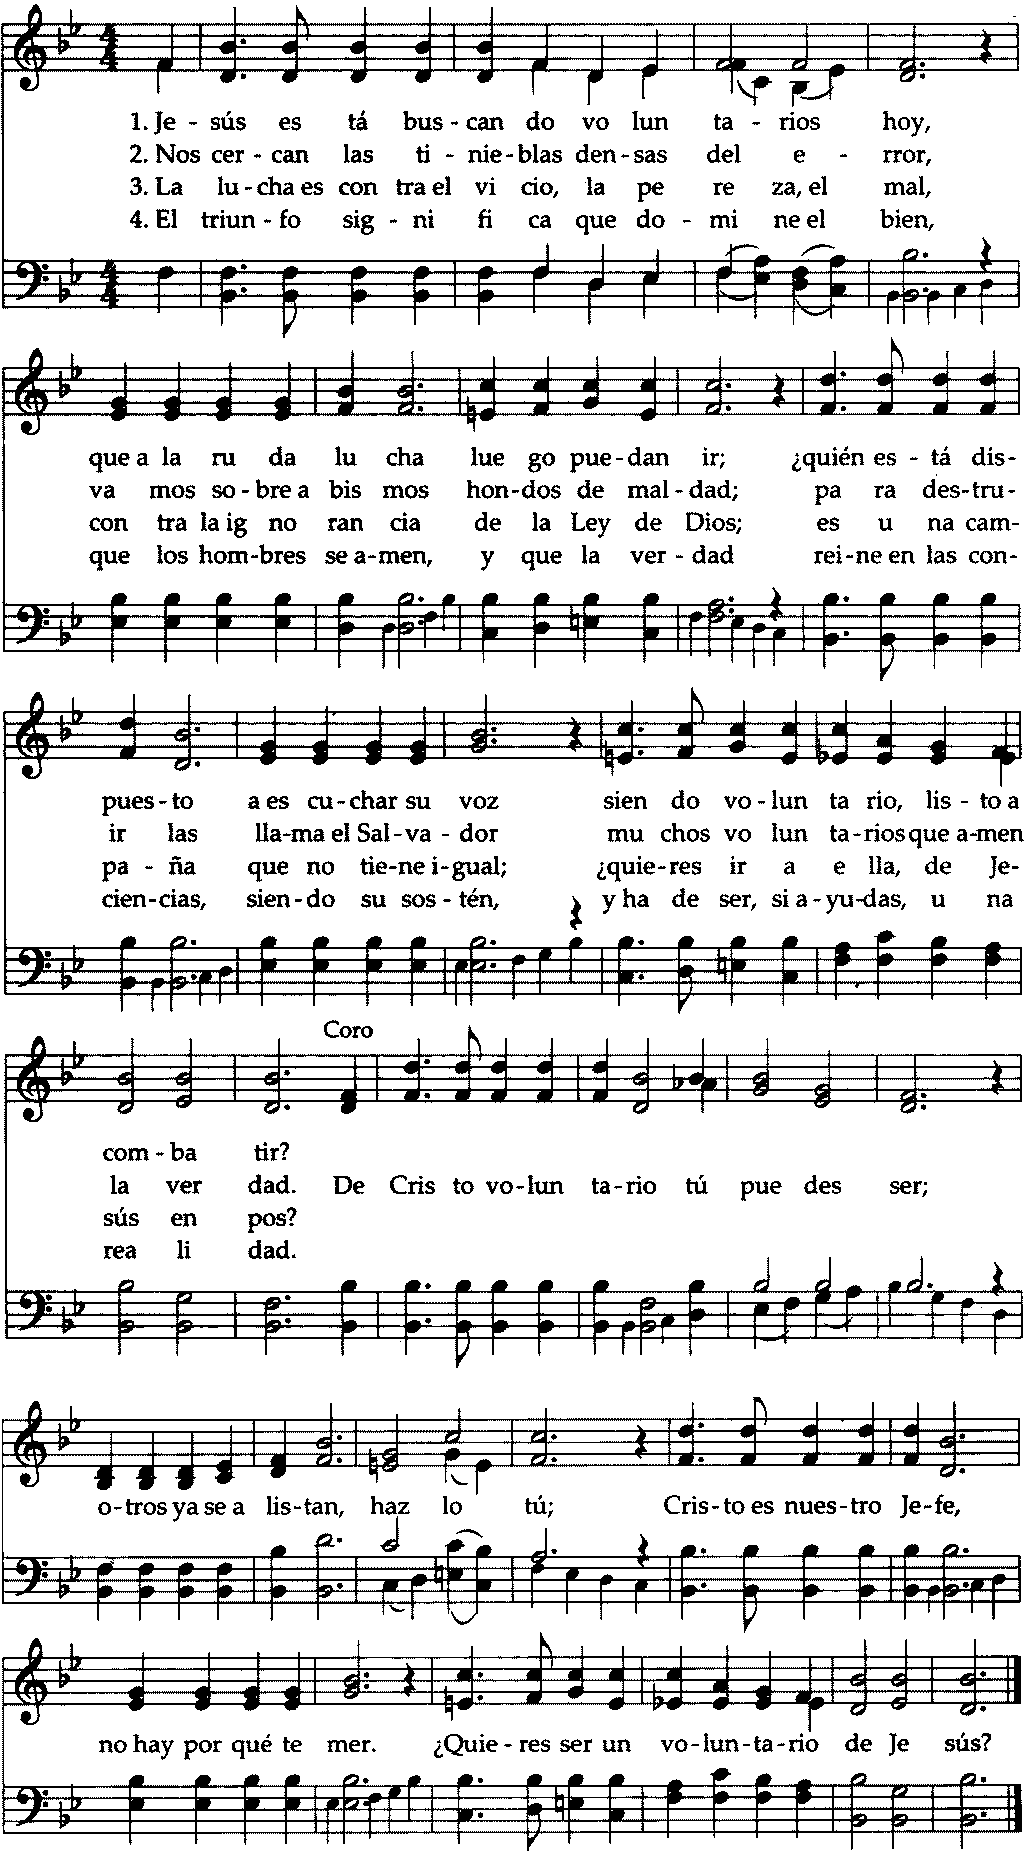 1. Je - sús es tá bus - can do vo lun ta - rios hoy,
2. Nos cer - can las ti - nie - blas den - sas del e - rror,
3. La lu - cha es con tra el vi cio, la pe re za, el mal,
4. El triun - fo sig - ni fi ca que do - mi ne el bien,
que a la ru da lu cha lue go pue - dan ir; ¿quién es - tá dis -
va mos so - bre a bis mos hon - dos de mal - dad; pa ra des - tru -
con tra la ig no ran cia de la Ley de Dios; es u na cam -
que los hom - bres se a - men, y que la ver - dad rei - ne en las con -
pues - to a es cu - char su voz sien do vo - lun ta rio, lis - to a
ir las lla - ma el Sal - va - dor mu chos vo lun ta - rios que a - men
pa - ña que no tie - ne i - gual; ¿quie - res ir a e lla, de Je -
cien - cias, sien - do su sos - tén, y ha de ser, si a - yu - das, u na
Coro
com - ba tir?
la ver dad. De Cris to vo - lun ta - rio tú pue des ser;
sús en pos?
rea li dad.
o - tros ya se a lis - tan, haz lo tú; Cris - to es nues - tro Je - fe,
no hay por qué te mer. ¿Quie - res ser un vo - lun - ta - rio de Je sús?